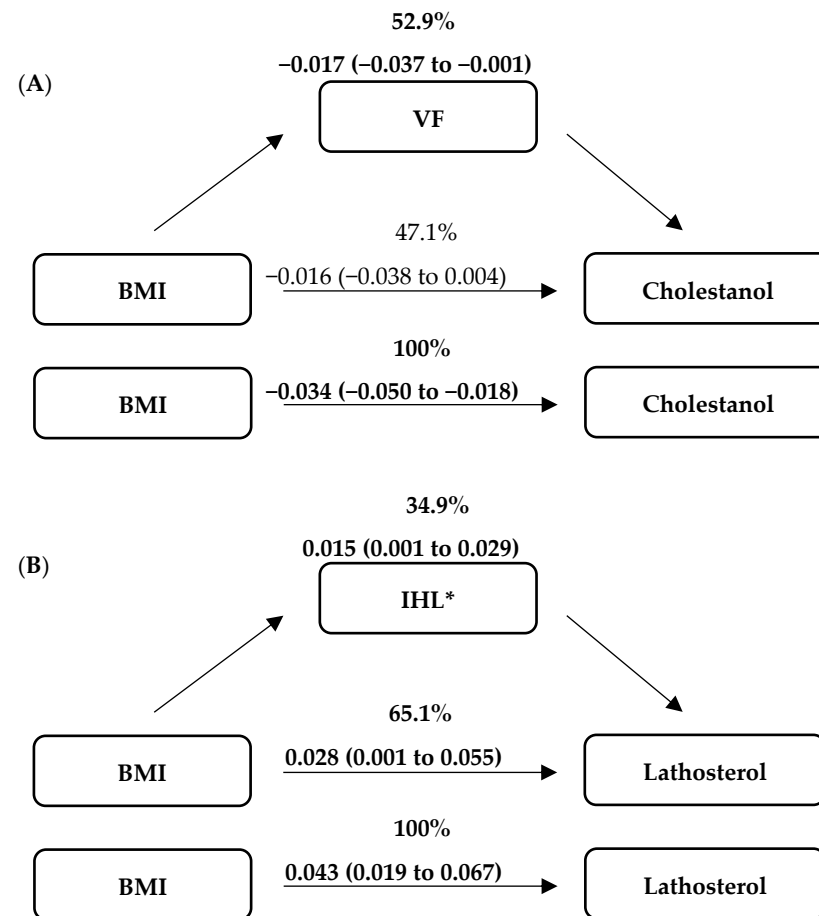 52.9%
−0.017 (−0.037 to −0.001)
(A)
VF
47.1%
BMI
−0.016 (−0.038 to 0.004)
Cholestanol
100%
BMI
−0.034 (−0.050 to −0.018)
Cholestanol
34.9%
0.015 (0.001 to 0.029)
(B)
IHL*
65.1%
BMI
0.028 (0.001 to 0.055)
Lathosterol
100%
BMI
0.043 (0.019 to 0.067)
Lathosterol